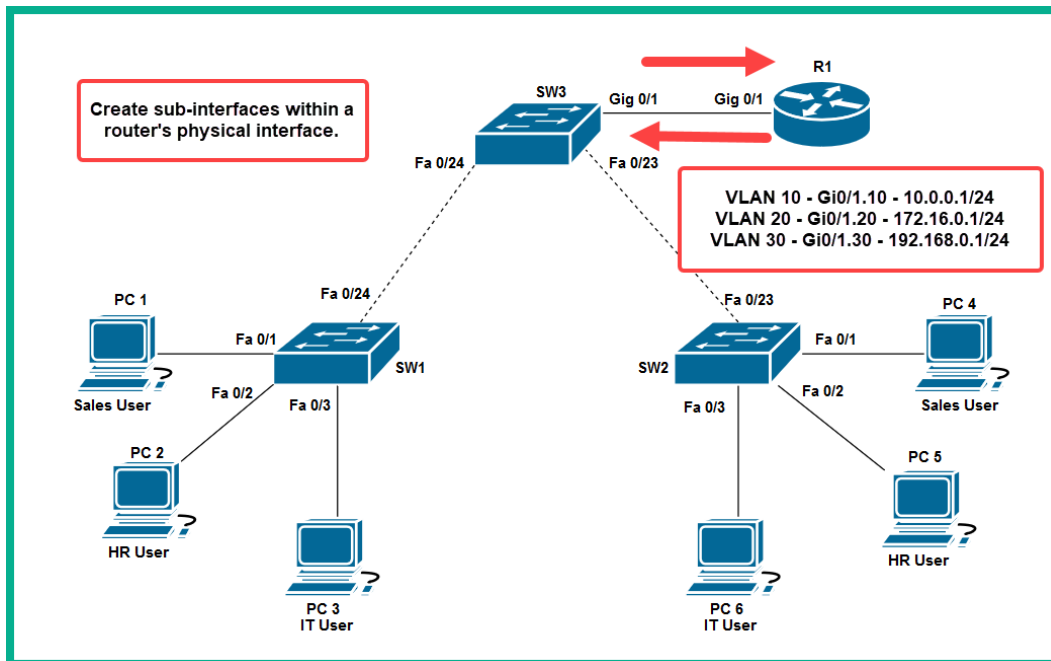 R1
SW3
Gig 0/1
Gig 0/1
Create sub-interfaces within a
router's physical interface.
Fa 0/24
Fa 0/23
VLAN 10 - Gi0/1.10 - 10.0.0.1/24
VLAN 20 - Gi0/1.20 - 172.16.0.1/24
VLAN 30 - Gi0/1.30 - 192.168.0.1/24
Fa 0/24
Fa 0/23
PC 1
PC 4
Fa 0/1
Fa 0/1
SW1
SW2
Sales User
Fa 0/2
Fa 0/3
Fa 0/3
Fa 0/2
Sales User
PC 2
PC 5
HR User
HR User
PC 3
IT User
PC 6
IT User